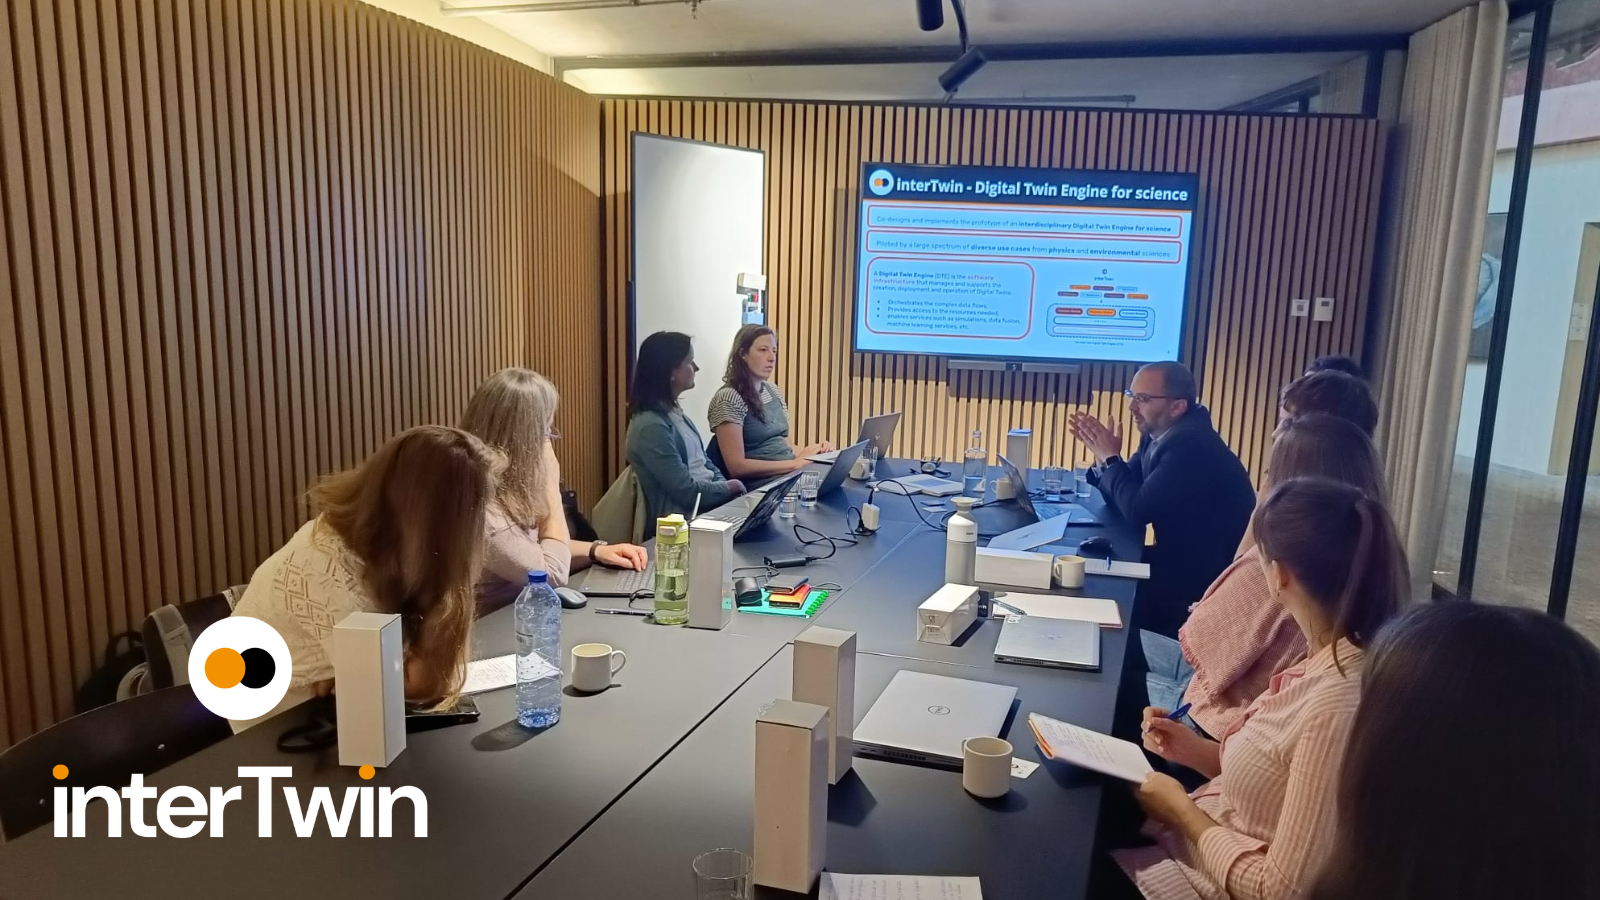 interTwin - Digital Twin Engine for science
Co-designs and implements the prototype of an interdisciplinary Digital Twin Engine for science
Piloted by a large spectrum of diverse use cases from physics and environmental sciences
A Digital Twin Engine (DTE) is the software
infrastructure that manages and supports the
creation, deployment and operation of Digital Twins.
Orchestrates the complex data flows,
Provides access to the resources needed,
enables services such as simulations, data fusion,
machine learning services, etc.
interTwin
DELL
interTwin